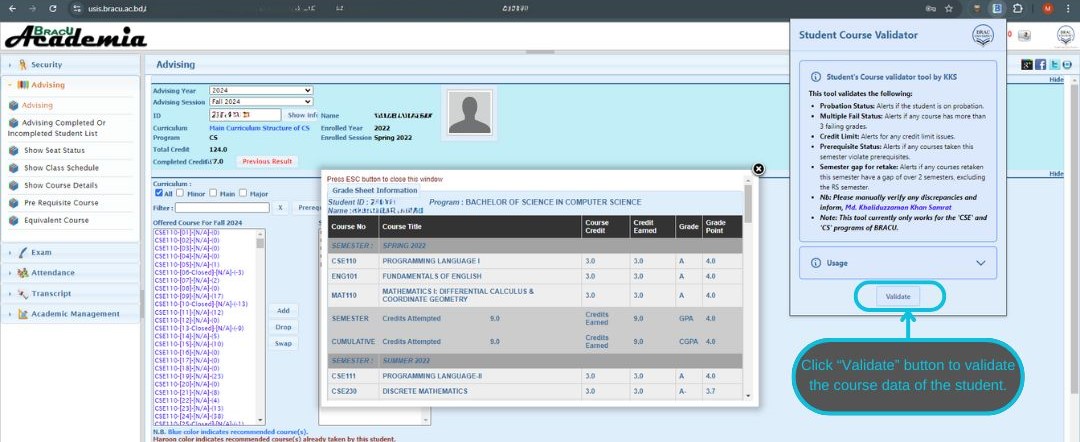 usis.bracu.ac.bd/
BRACU
Academia
Security
Advising
Advising
Advising Completed Or
Incompleted Student List
Show Seat Status
Show Class Schedule
Show Course Details
Pre Requisite Course
Equivalent Course
Exam
Attendance
Transcript
Academic Management
Advising
Hide
Advising Year 2024
Advising Session Fall 2024
ID Show Info Name
Curriculum Main Curriculum Structure of CS Enrolled Year 2022
Program CS Enrolled Session Spring 2022
Total Credit 124.0
Completed Credit 17.0 Previous Result
Hide
Curriculum :
All Minor Main Major
Filter : X Prerequ
Offered Course For Fall 2024
CSE110-[01]-[N/A]-(0)
CSE110-[02]-[N/A]-(0)
CSE110-[03]-[N/A]-(2)
CSE110-[04]-[N/A]-(0)
CSE110-[05]-[N/A]-(1)
CSE110-[06-Closed]-[N/A]-(-3)
CSE110-[07]-[N/A]-(0)
CSE110-[08]-[N/A]-(0)
CSE110-[09]-[N/A]-(17)
CSE110-[10-Closed]-[N/A]-(-13)
CSE110-[11]-[N/A]-(12)
CSE110-[12]-[N/A]-(0)
CSE110-[13-Closed]-[N/A]-(-9)
CSE110-[14]-[N/A]-(5)
CSE110-[15]-[N/A]-(10)
CSE110-[16]-[N/A]-(0)
CSE110-[17]-[N/A]-(0)
CSE110-[18]-[N/A]-(0)
CSE110-[19]-[N/A]-(0)
CSE110-[20]-[N/A]-(0)
CSE110-[21]-[N/A]-(8)
CSE110-[22]-[N/A]-(4)
CSE110-[23]-[N/A]-(13)
CSE110-[24]-[N/A]-(38)
CSE110-[25-Closed]-[N/A]-(0)
Add
Drop
Swap
N.B. Blue color indicates recommended course(s).
Maroon color indicates recommended course(s) already taken by this student.
Press ESC button to close this window
Grade Sheet Information
Student ID : Program : BACHELOR OF SCIENCE IN COMPUTER SCIENCE
Name :
Course No Course Title Course Credit Credit Earned Grade Grade Point
SEMESTER : SPRING 2022
CSE110 PROGRAMMING LANGUAGE I 3.0 3.0 A 4.0
ENG101 FUNDAMENTALS OF ENGLISH 3.0 3.0 A 4.0
MAT110 MATHEMATICS I: DIFFERENTIAL CALCULUS & COORDINATE GEOMETRY 3.0 3.0 A 4.0
SEMESTER Credits Attempted 9.0 Credits Earned 9.0 GPA 4.0
CUMULATIVE Credits Attempted 9.0 Credits Earned 9.0 CGPA 4.0
SEMESTER : SUMMER 2022
CSE111 PROGRAMMING LANGUAGE-II 3.0 3.0 A 4.0
CSE230 DISCRETE MATHEMATICS 3.0 3.0 A- 3.7
Student Course Validator
Student's Course validator tool by KKS
This tool validates the following:
• Probation Status: Alerts if the student is on probation.
• Multiple Fail Status: Alerts if any course has more than
3 failing grades.
• Credit Limit: Alerts for any credit limit issues.
• Prerequisite Status: Alerts if any courses taken this
semester violate prerequisites.
• Semester gap for retake: Alerts if any courses retaken
this semester have a gap of over 2 semesters, excluding
the RS semester.
• Nb: Please manually verify any discrepancies and
inform, Md. Khaliduzzaman Khan Samrat
• Note: This tool currently only works for the 'CSE' and
'CS' programs of BRACU.
Usage
Validate
Click “Validate” button to validate
the course data of the student.